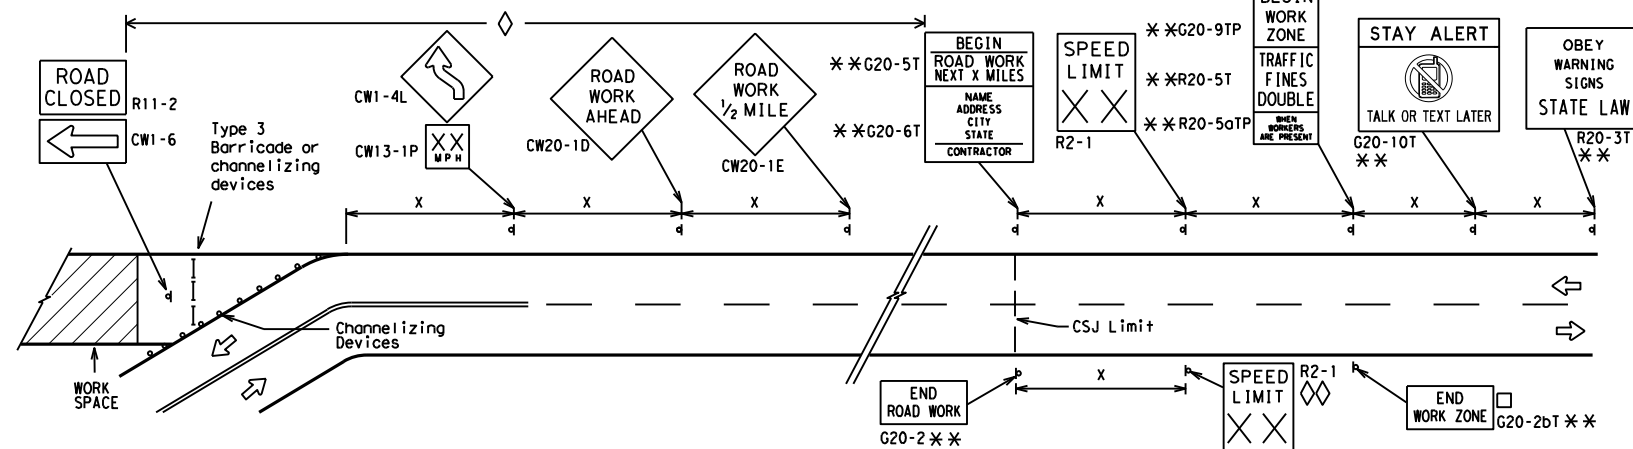 ROAD
CLOSED
R11-2
CW1-6
Type 3
Barricade or
channelizing
devices
CW1-4L
XX
MPH
CW13-1P
ROAD
WORK
AHEAD
CW20-1D
ROAD
WORK
1/2 MILE
CW20-1E
**G20-5T
**G20-6T
BEGIN
ROAD WORK
NEXT X MILES
NAME
ADDRESS
CITY
STATE
CONTRACTOR
SPEED
LIMIT
XX
R2-1
**G20-9TP
**R20-5T
**R20-5aTP
BEGIN
WORK
ZONE
TRAFFIC
FINES
DOUBLE
WHEN
WORKERS
ARE PRESENT
STAY ALERT
TALK OR TEXT LATER
G20-10T
**
OBEY
WARNING
SIGNS
STATE LAW
R20-3T
**
X
X
X
X
X
X
X
Channelizing
Devices
CSJ Limit
WORK
SPACE
END
ROAD WORK
G20-2**
X
SPEED
LIMIT
XX
R2-1
END
WORK ZONE
G20-2bT **